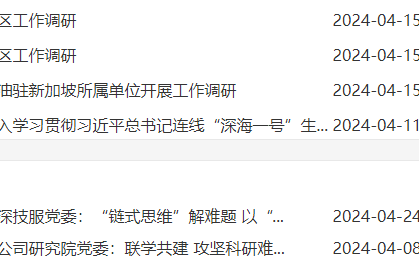 区工作调研 2024-04-15
区工作调研 2024-04-15
油驻新加坡所属单位开展工作调研 2024-04-15
入学习贯彻习近平总书记连线“深海一号”生... 2024-04-11
深技服党委：“链式思维”解难题 以“... 2024-04-24
公司研究院党委：联学共建 攻坚科研难... 2024-04-08